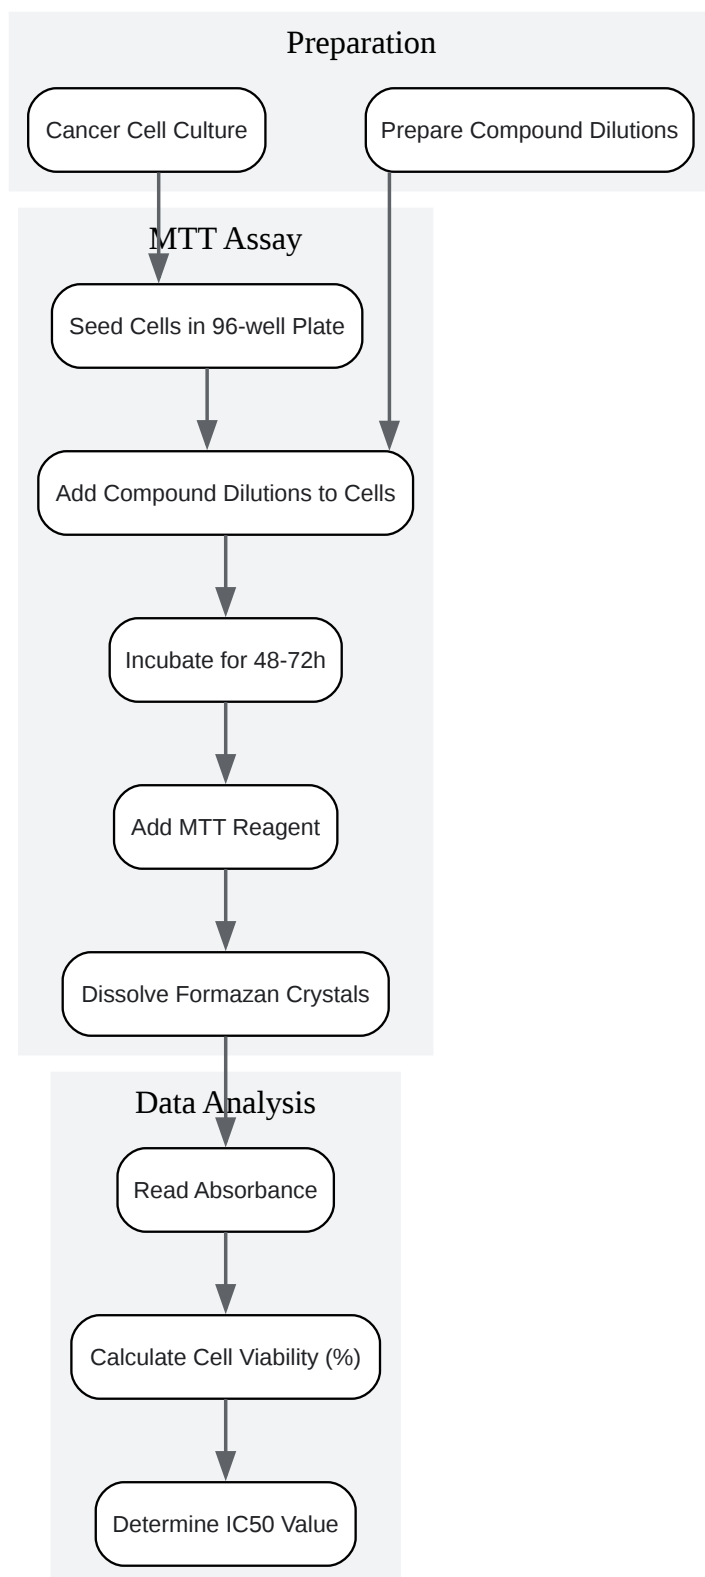 Preparation
Cancer Cell Culture
Prepare Compound Dilutions
MTT Assay
Seed Cells in 96-well Plate
Add Compound Dilutions to Cells
Incubate for 48-72h
Add MTT Reagent
Dissolve Formazan Crystals
Data Analysis
Read Absorbance
Calculate Cell Viability (%)
Determine IC50 Value